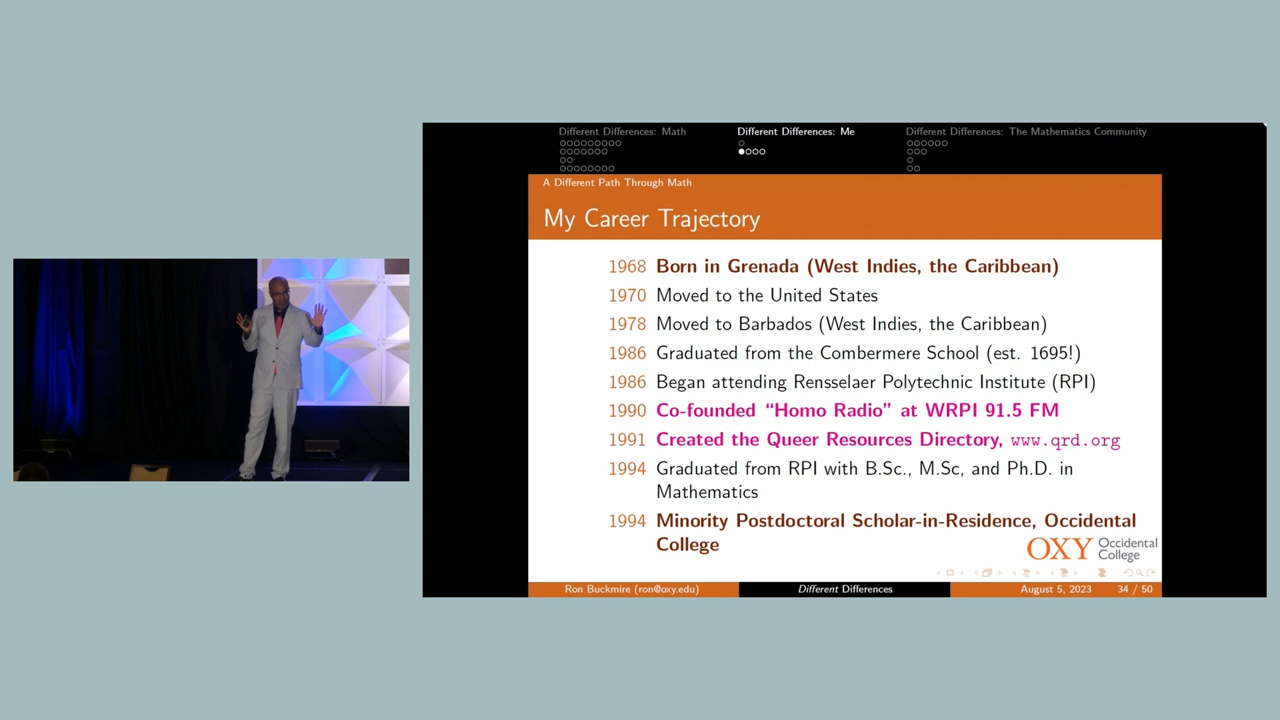 Different Differences: Math
Different Differences: Me
Different Differences: The Mathematics Community
A Different Path Through Math
My Career Trajectory
1968 Born in Grenada (West Indies, the Caribbean)
1970 Moved to the United States
1978 Moved to Barbados (West Indies, the Caribbean)
1986 Graduated from the Combermere School (est. 1695!)
1986 Began attending Rensselaer Polytechnic Institute (RPI)
1990 Co-founded “Homo Radio” at WRPI 91.5 FM
1991 Created the Queer Resources Directory, www.qrd.org
1994 Graduated from RPI with B.Sc., M.Sc, and Ph.D. in
Mathematics
1994 Minority Postdoctoral Scholar-in-Residence, Occidental
College
OXY Occidental
College
Ron Buckmire (ron@oxy.edu)
Different Differences
August 5, 2023
34 / 50